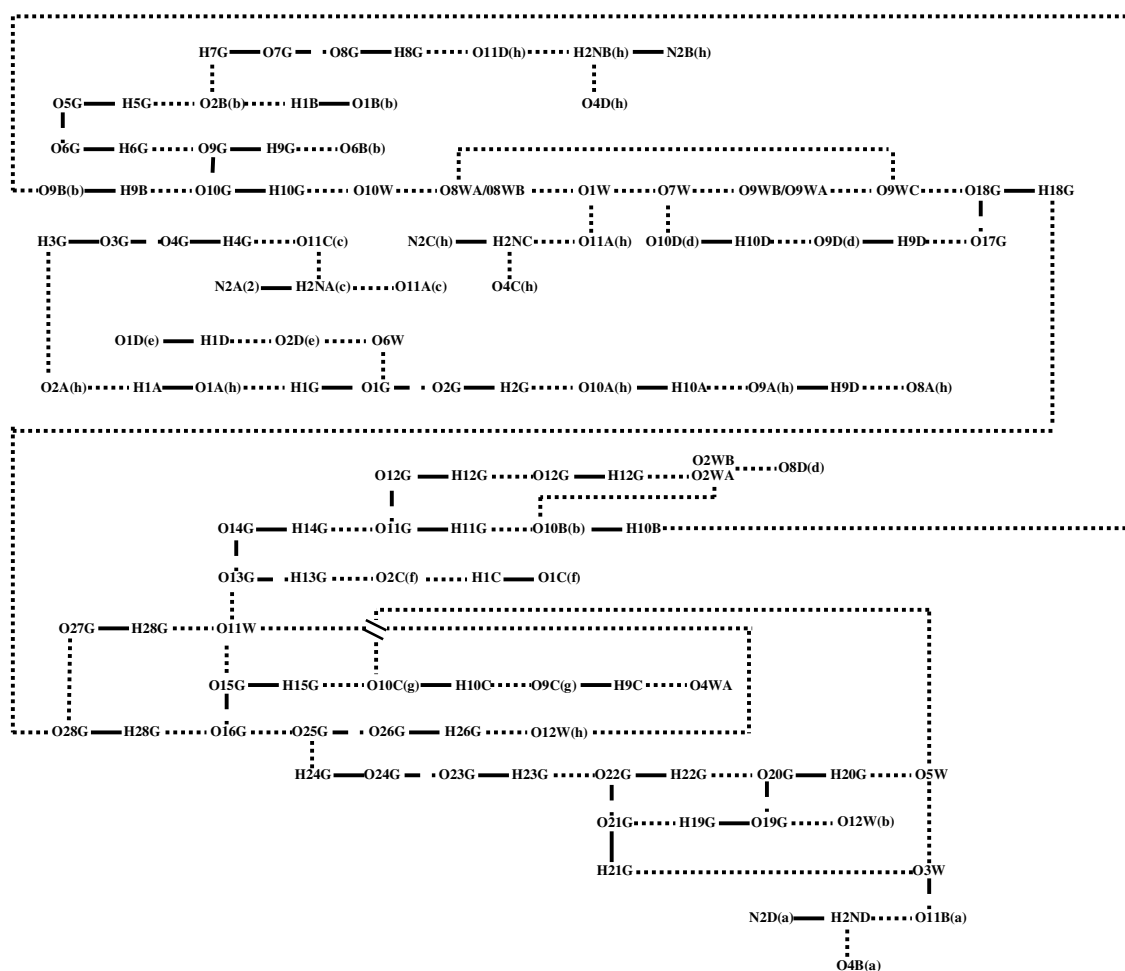 H7G O7G O8G H8G O11D(h) H2NB(h) N2B(h)
O5G H5G O2B(b) H1B O1B(b) O4D(h)
O6G H6G O9G H9G O6B(b)
O9B(b) H9B O10G H10G O10W O8WA/08WB O1W O7W O9WB/O9WA O9WC O18G H18G
H3G O3G O4G H4G O11C(c) N2C(h) H2NC O11A(h) O10D(d) H10D O9D(d) H9D O17G
N2A(2) H2NA(c) O11A(c) O4C(h)
O1D(e) H1D O2D(e) O6W
O2A(h) H1A O1A(h) H1G O1G O2G H2G O10A(h) H10A O9A(h) H9D O8A(h)
O2WB O8D(d)
O12G H12G O12G H12G O2WA
O14G H14G O11G H11G O10B(b) H10B
O13G H13G O2C(f) H1C O1C(f)
O27G H28G O11W
O15G H15G O10C(g) H10C O9C(g) H9C O4WA
O28G H28G O16G O25G O26G H26G O12W(h)
H24G O24G O23G H23G O22G H22G O20G H20G O5W
O21G H19G O19G O12W(b)
H21G O3W
N2D(a) H2ND O11B(a)
O4B(a)